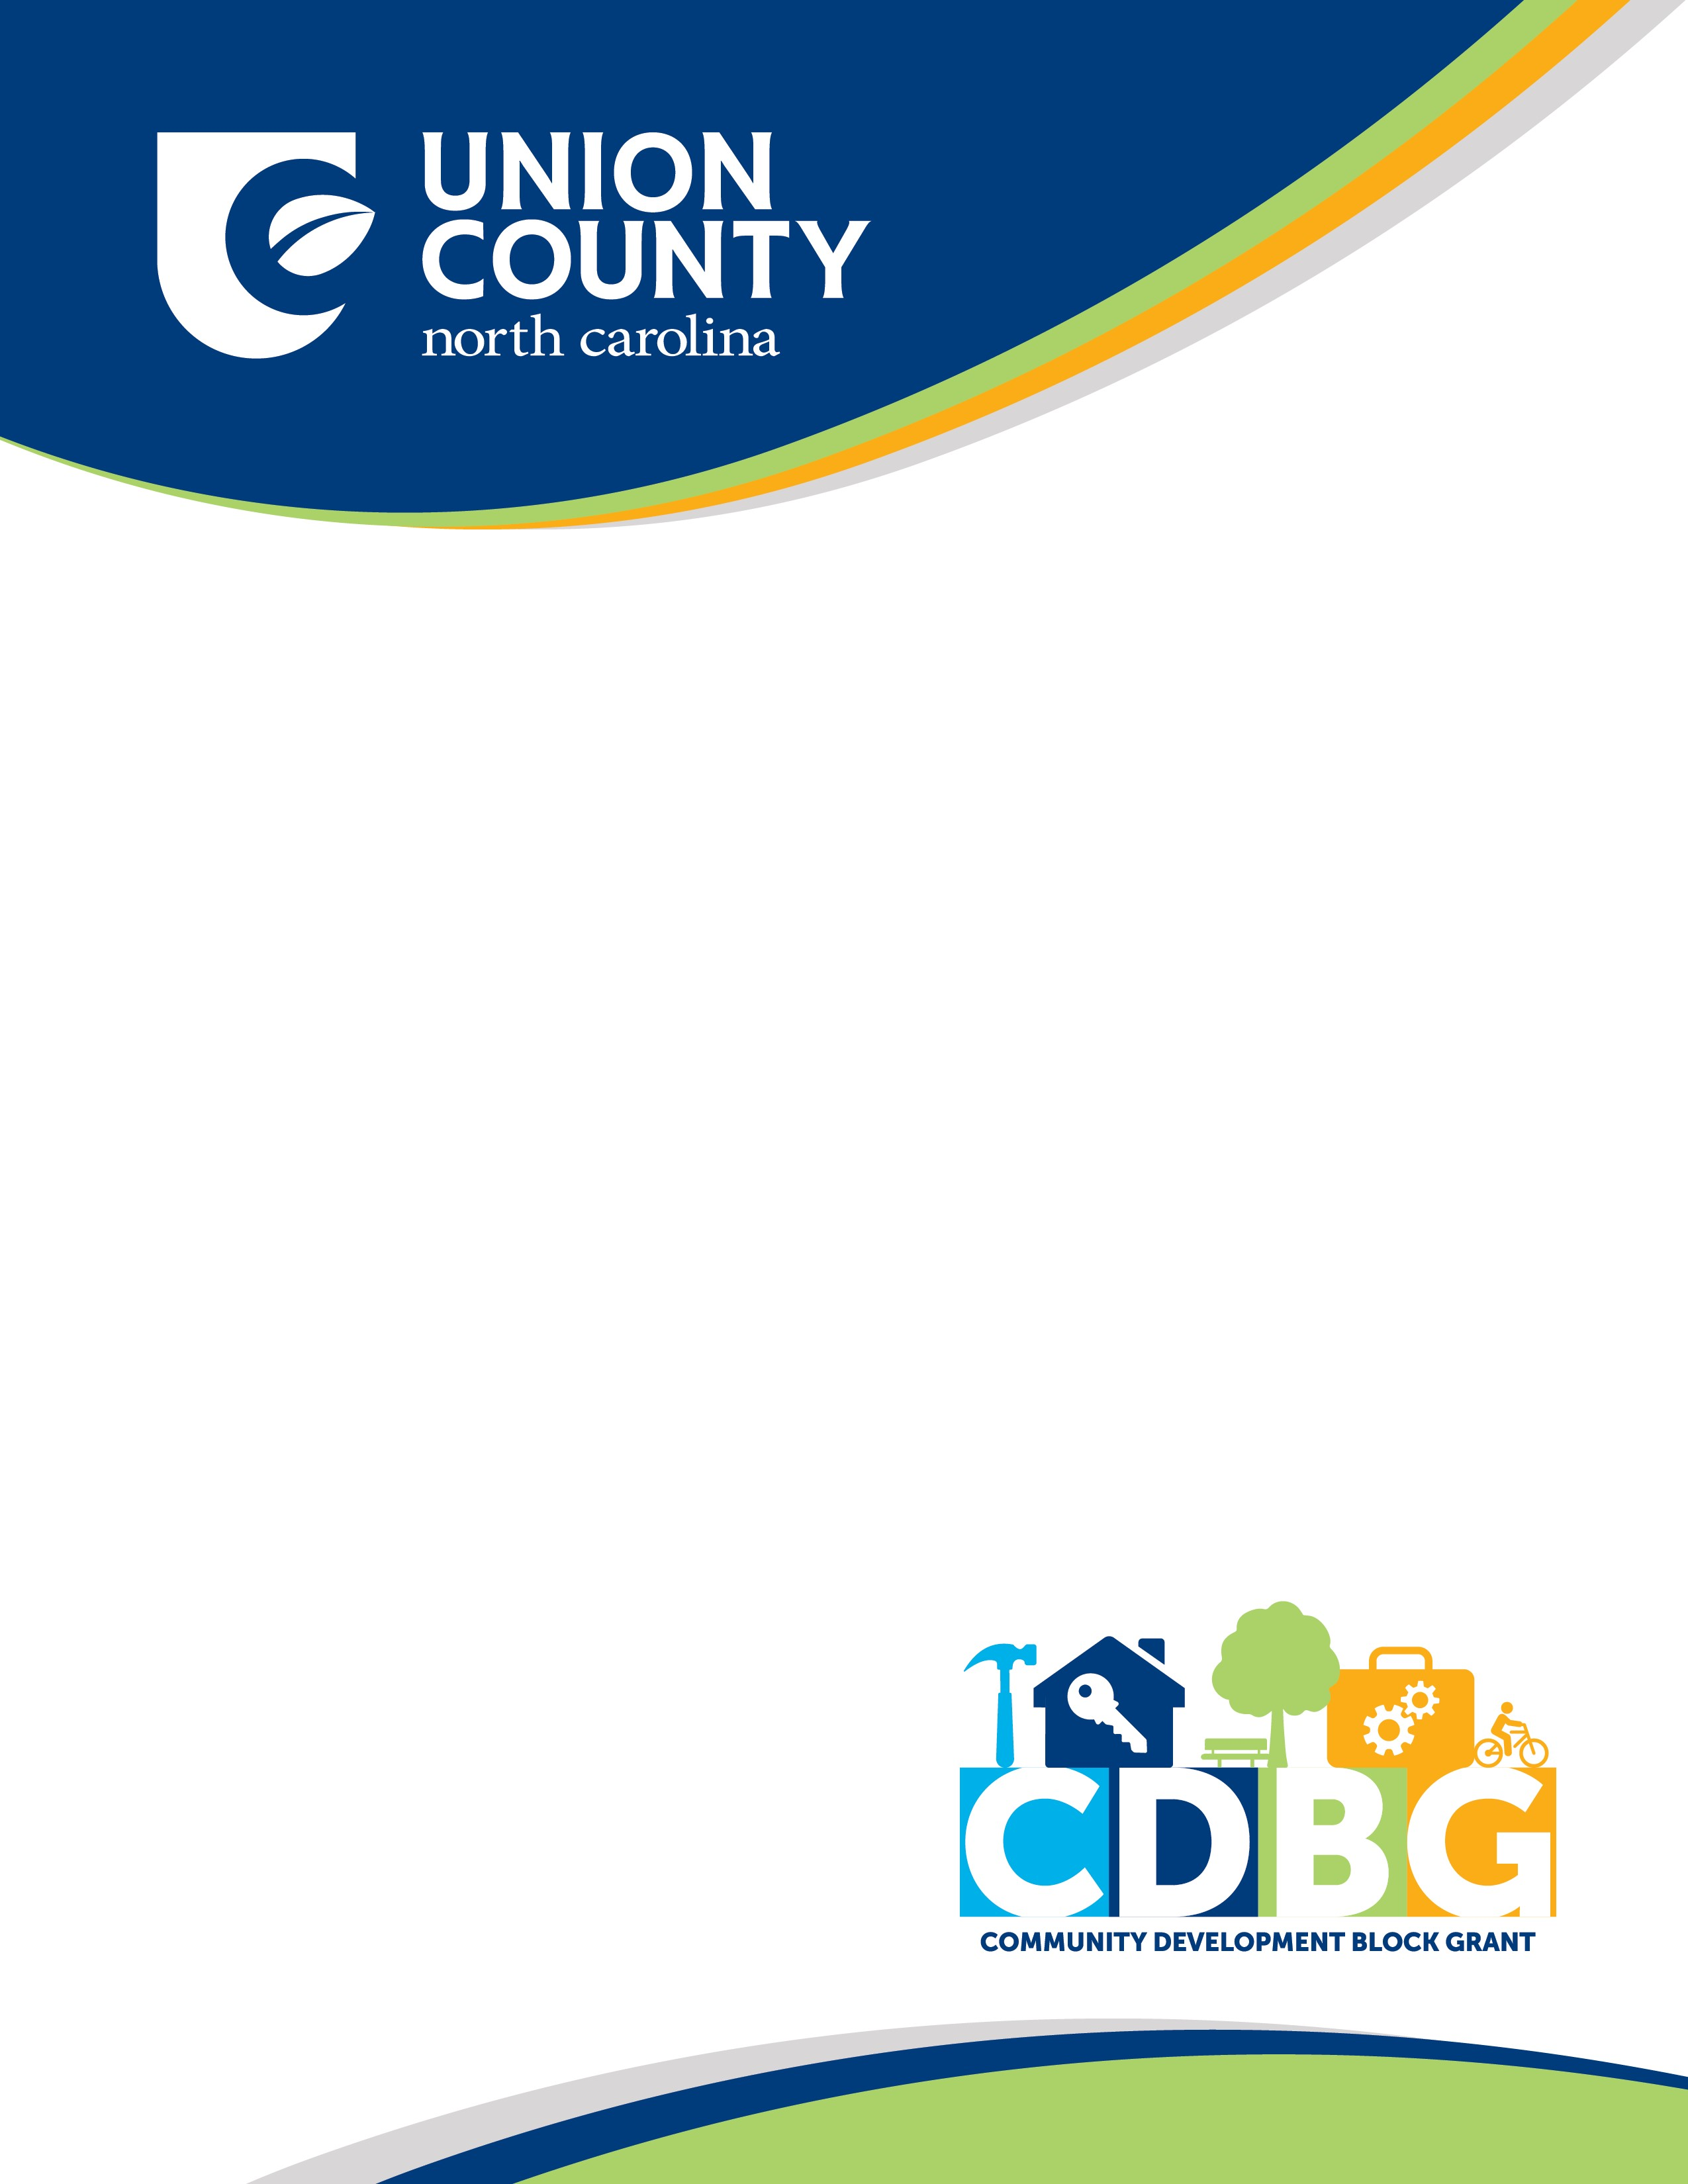 UNION
COUNTY
north carolina
CDBG
COMMUNITY DEVELOPMENT BLOCK GRANT